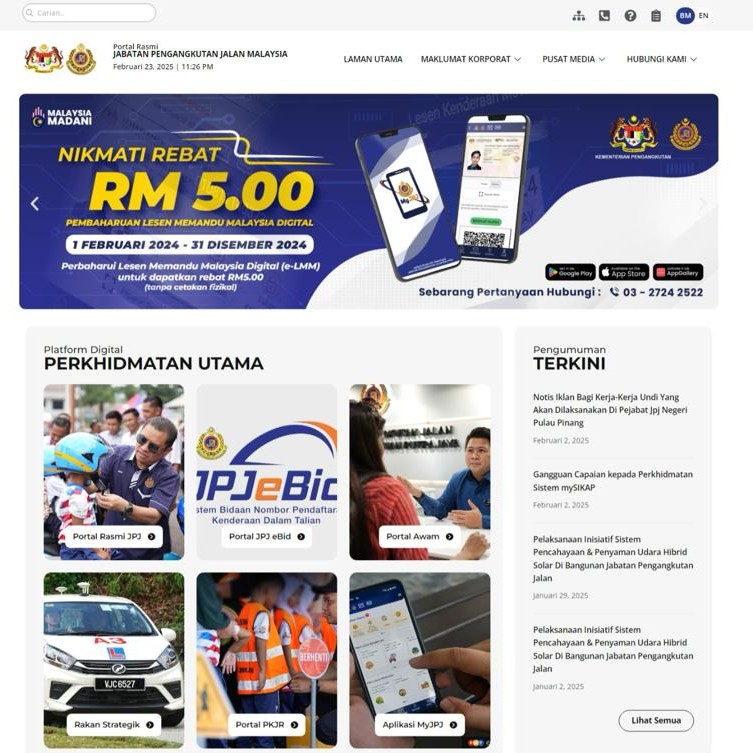 Carian..
BM EN
Portal Rasmi
JABATAN PENGANGKUTAN JALAN MALAYSIA
Februari 23, 2025 | 11:26 PM
LAMAN UTAMA MAKLUMAT KORPORAT PUSAT MEDIA HUBUNGI KAMI
MALAYSIA
MADANI
NIKMATI REBAT
RM 5.00
PEMBAHARUAN LESEN MEMANDU MALAYSIA DIGITAL
1 FEBRUARI 2024 - 31 DISEMBER 2024
Perbaharui Lesen Memandu Malaysia Digital (e-LMM)
untuk dapatkan rebat RM5.00
(tanpa cetakan fizikal)
MyJPJ
KEMENTERIAN PENGANGKUTAN
Google Play
App Store
AppGallery
Sebarang Pertanyaan Hubungi : 03 - 2724 2522
Platform Digital
PERKHIDMATAN UTAMA
JPJeBid
stem Bidaan Nombor Pendaftar
Kenderaan Dalam Talian
Portal Rasmi JPJ
Portal JPJ eBid
Portal Awam
A3
L
VJC6527
BERHENTI
Rakan Strategik
Portal PKJR
Aplikasi MyJPJ
Pengumuman
TERKINI
Notis Iklan Bagi Kerja-Kerja Undi Yang
Akan Dilaksanakan Di Pejabat Jpj Negeri
Pulau Pinang
Februari 2, 2025
Gangguan Capaian kepada Perkhidmatan
Sistem mySIKAP
Februari 2, 2025
Pelaksanaan Inisiatif Sistem
Pencahayaan & Penyaman Udara Hibrid
Solar Di Bangunan Jabatan Pengangkutan
Jalan
Januari 29, 2025
Pelaksanaan Inisiatif Sistem
Pencahayaan & Penyaman Udara Hibrid
Solar Di Bangunan Jabatan Pengangkutan
Jalan
Januari 2, 2025
Lihat Semua